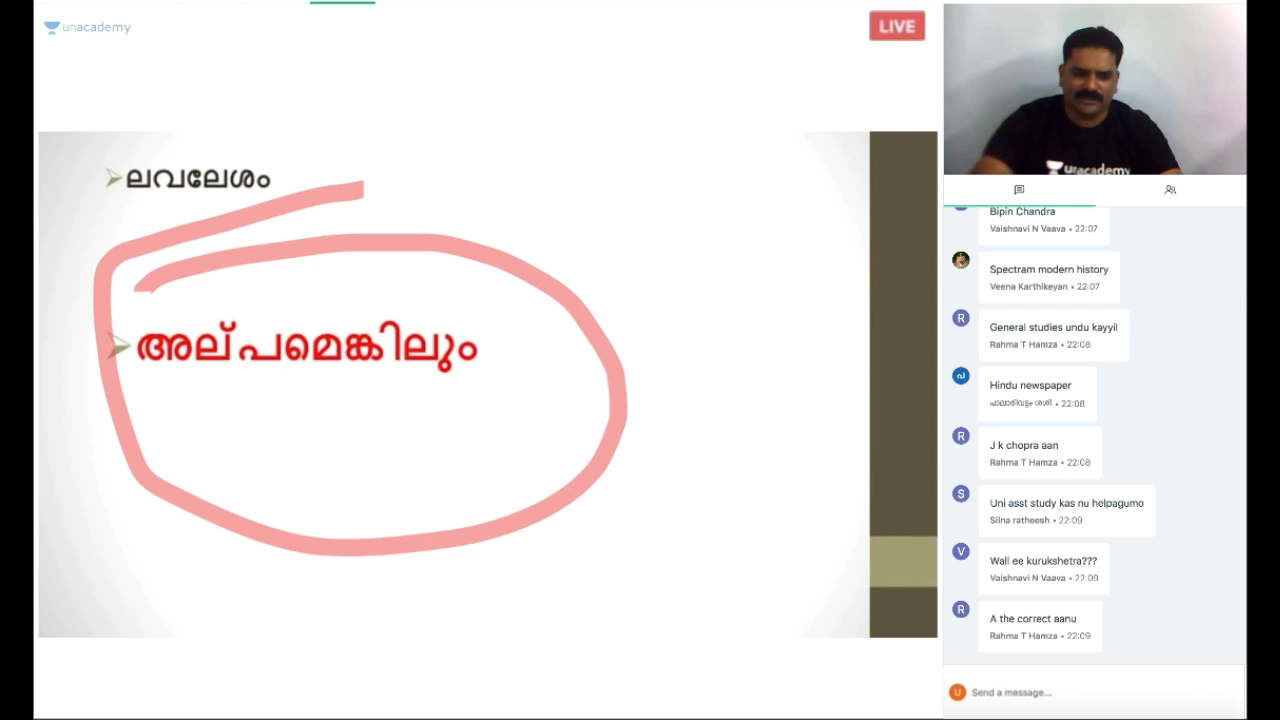 unacademy
LIVE
ലവലേശം
അല്പമെങ്കിലും
unacademy
Bipin Chandra
Vaishnavi N Vaava • 22:07
Spectram modern history
Veena Karthikeyan • 22:07
R
General studies undu kayyil
Rahma T Hamza • 22:08
Hindu newspaper
ശശി • 22:08
R
J k chopra aan
Rahma T Hamza • 22:08
S
Uni asst study kas nu helpagumo
Silna ratheesh • 22:09
V
Wall ee kurukshetra???
Vaishnavi N Vaava • 22:09
R
A the correct aanu
Rahma T Hamza • 22:09
U
Send a message...